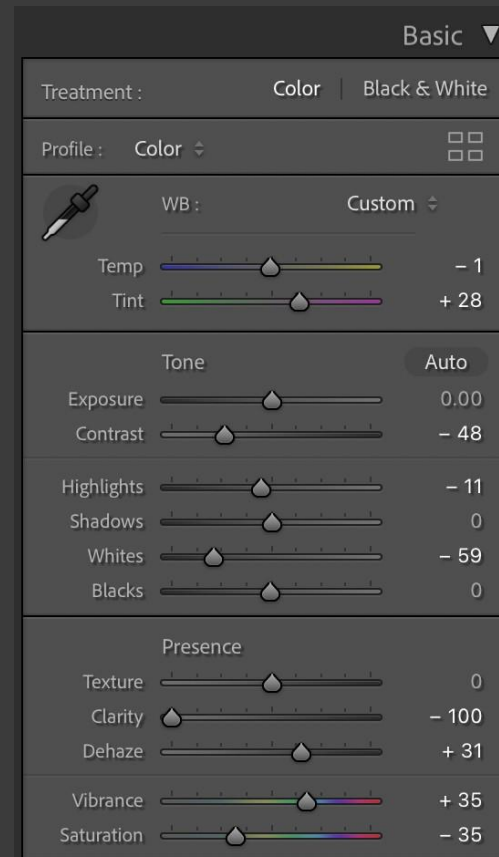 Basic ▼
Treatment : Color | Black & White
Profile : Color
WB : Custom
Temp – 1
Tint + 28
Tone Auto
Exposure 0.00
Contrast – 48
Highlights – 11
Shadows 0
Whites – 59
Blacks 0
Presence
Texture 0
Clarity – 100
Dehaze + 31
Vibrance + 35
Saturation – 35